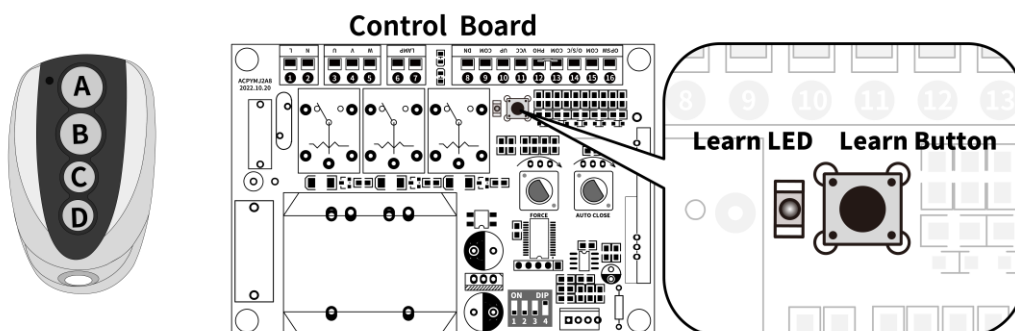 Control Board
A
B
C
D
L N U V W LAMP DN COM UP VCC PHO COM O/S/C COM OPSW
1 2 3 4 5 6 7 8 9 10 11 12 13 14 15 16
ACPYMJ2AB
2022.10.20
FORCE
AUTO CLOSE
ON DIP
1 2 3 4
8 9 10 11 12 13
Learn LED Learn Button